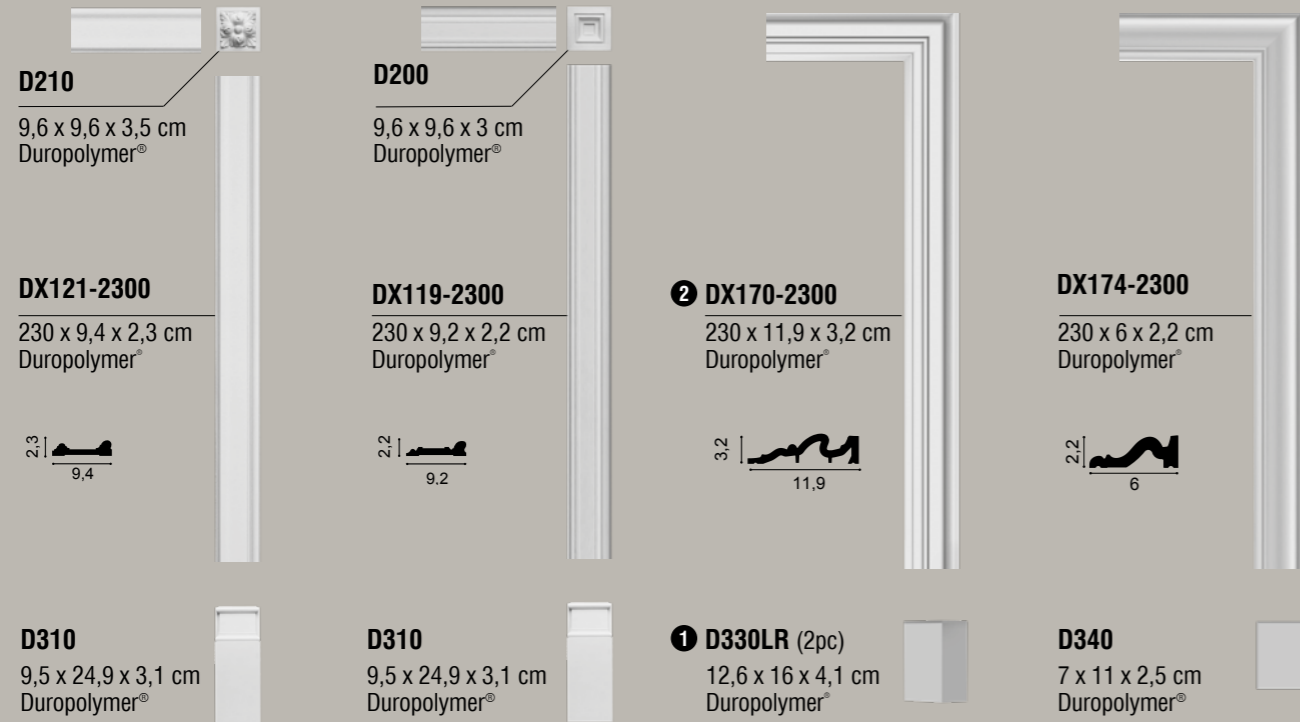 D210
9,6 x 9,6 x 3,5 cm
Duropolymer®
DX121-2300
230 x 9,4 x 2,3 cm
Duropolymer®
2,3
9,4
D310
9,5 x 24,9 x 3,1 cm
Duropolymer®
D200
9,6 x 9,6 x 3 cm
Duropolymer®
DX119-2300
230 x 9,2 x 2,2 cm
Duropolymer®
2,2
9,2
D310
9,5 x 24,9 x 3,1 cm
Duropolymer®
2 DX170-2300
230 x 11,9 x 3,2 cm
Duropolymer®
3,2
11,9
1 D330LR (2pc)
12,6 x 16 x 4,1 cm
Duropolymer®
DX174-2300
230 x 6 x 2,2 cm
Duropolymer®
2,2
6
D340
7 x 11 x 2,5 cm
Duropolymer®